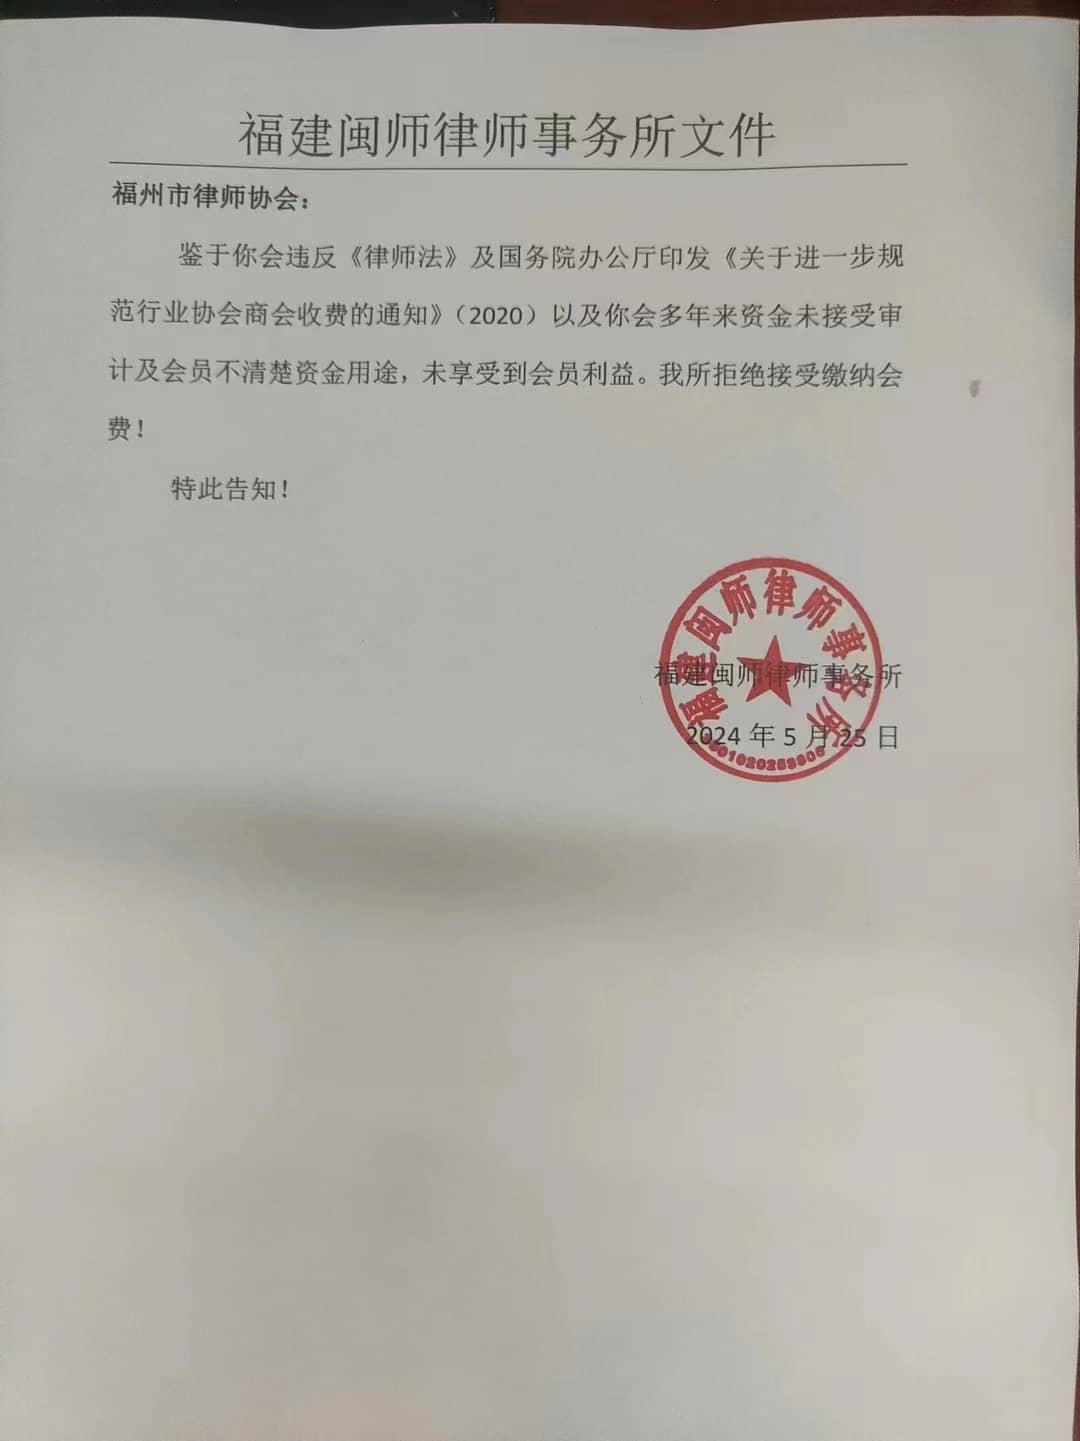 福建闽师律师事务所文件
福州市律师协会：
鉴于你会违反《律师法》及国务院办公厅印发《关于进一步规
范行业协会商会收费的通知》（2020）以及你会多年来资金未接受审
计及会员不清楚资金用途，未享受到会员利益。我所拒绝接受缴纳会
费！
特此告知！
福建闽师律师事务所
福建闽师律师事务所
2024 年 5 月 25 日